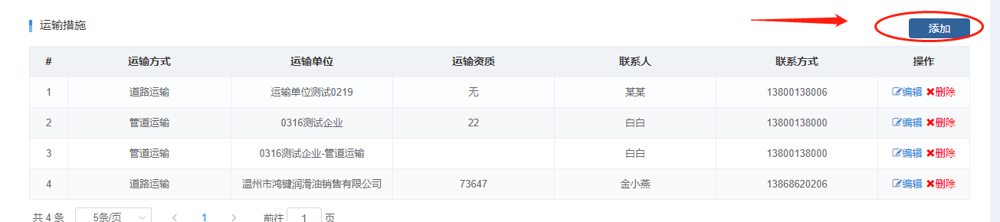 运输措施
添加
# 运输方式 运输单位 运输资质 联系人 联系方式 操作
1 道路运输 运输单位测试0219 无 某某 13800138006 编辑 删除
2 管道运输 0316测试企业 22 白白 13800138000 编辑 删除
3 管道运输 0316测试企业-管道运输 白白 13800138000 编辑 删除
4 道路运输 温州市鸿键润滑油销售有限公司 73647 金小燕 13868620206 编辑 删除
共 4 条 5条/页 1 前往 1 页